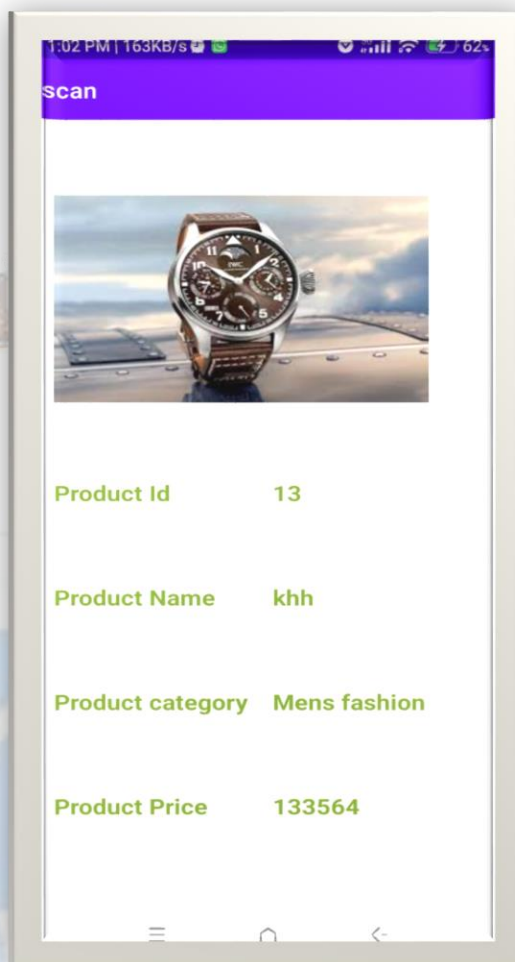 1:02 PM | 163KB/s 62%
scan
IWC
Product Id 13
Product Name khh
Product category Mens fashion
Product Price 133564